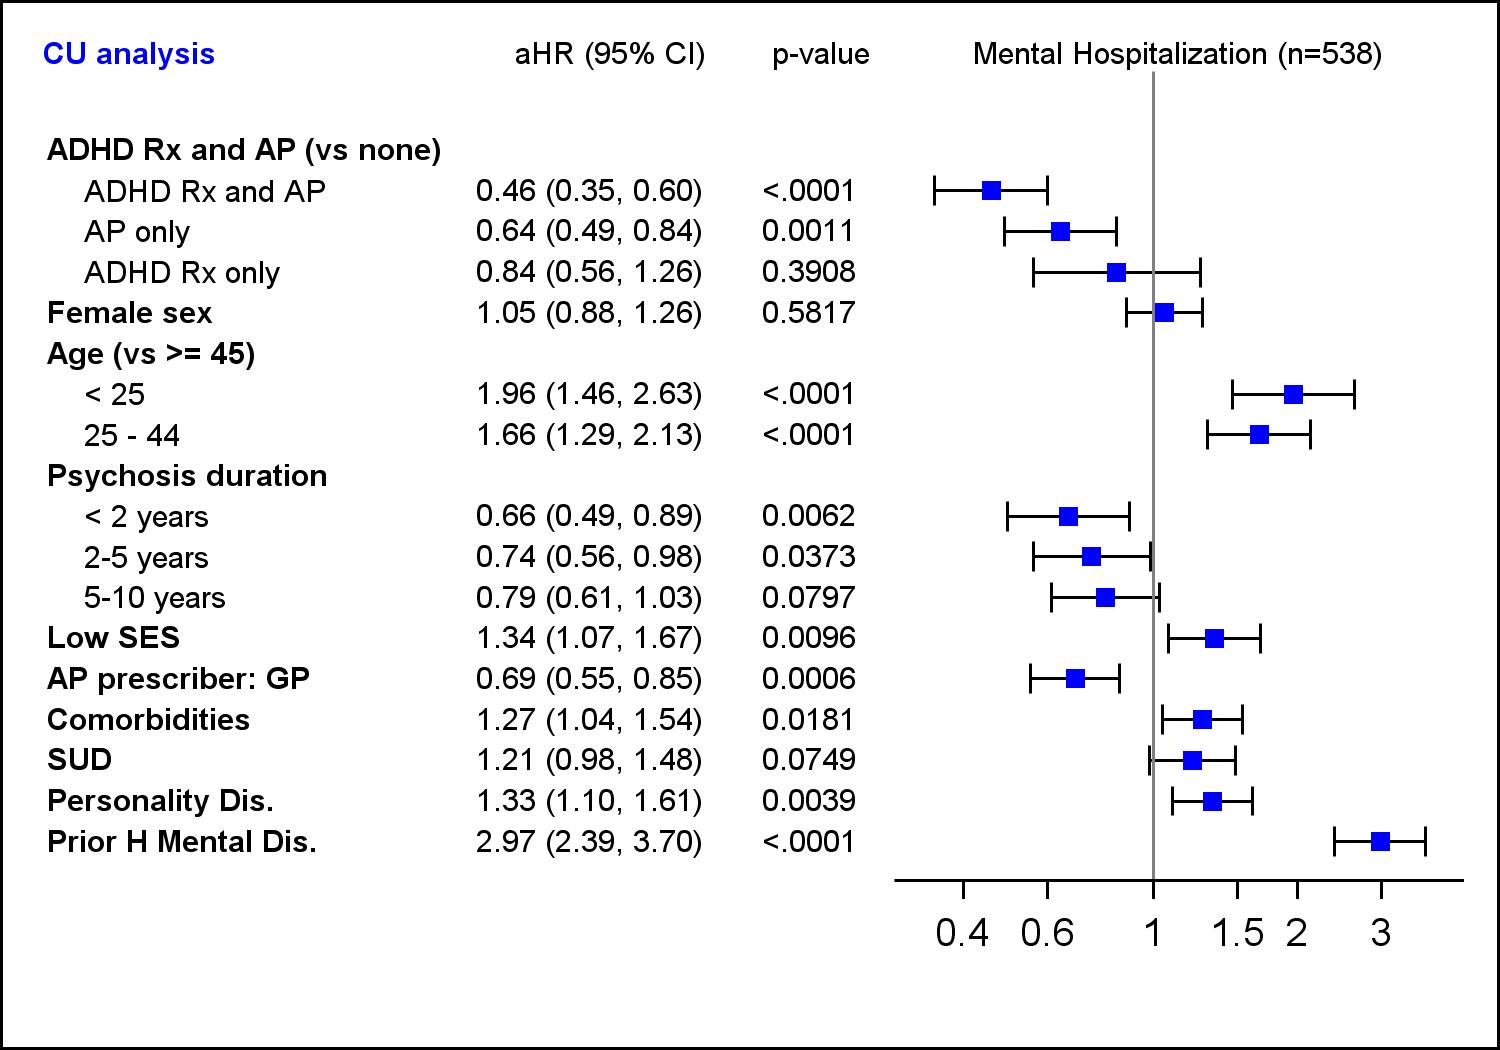 CU analysis aHR (95% CI) p-value Mental Hospitalization (n=538)
ADHD Rx and AP (vs none)
ADHD Rx and AP 0.46 (0.35, 0.60) <.0001
AP only 0.64 (0.49, 0.84) 0.0011
ADHD Rx only 0.84 (0.56, 1.26) 0.3908
Female sex 1.05 (0.88, 1.26) 0.5817
Age (vs >= 45)
< 25 1.96 (1.46, 2.63) <.0001
25 - 44 1.66 (1.29, 2.13) <.0001
Psychosis duration
< 2 years 0.66 (0.49, 0.89) 0.0062
2-5 years 0.74 (0.56, 0.98) 0.0373
5-10 years 0.79 (0.61, 1.03) 0.0797
Low SES 1.34 (1.07, 1.67) 0.0096
AP prescriber: GP 0.69 (0.55, 0.85) 0.0006
Comorbidities 1.27 (1.04, 1.54) 0.0181
SUD 1.21 (0.98, 1.48) 0.0749
Personality Dis. 1.33 (1.10, 1.61) 0.0039
Prior H Mental Dis. 2.97 (2.39, 3.70) <.0001
0.4 0.6 1 1.5 2 3